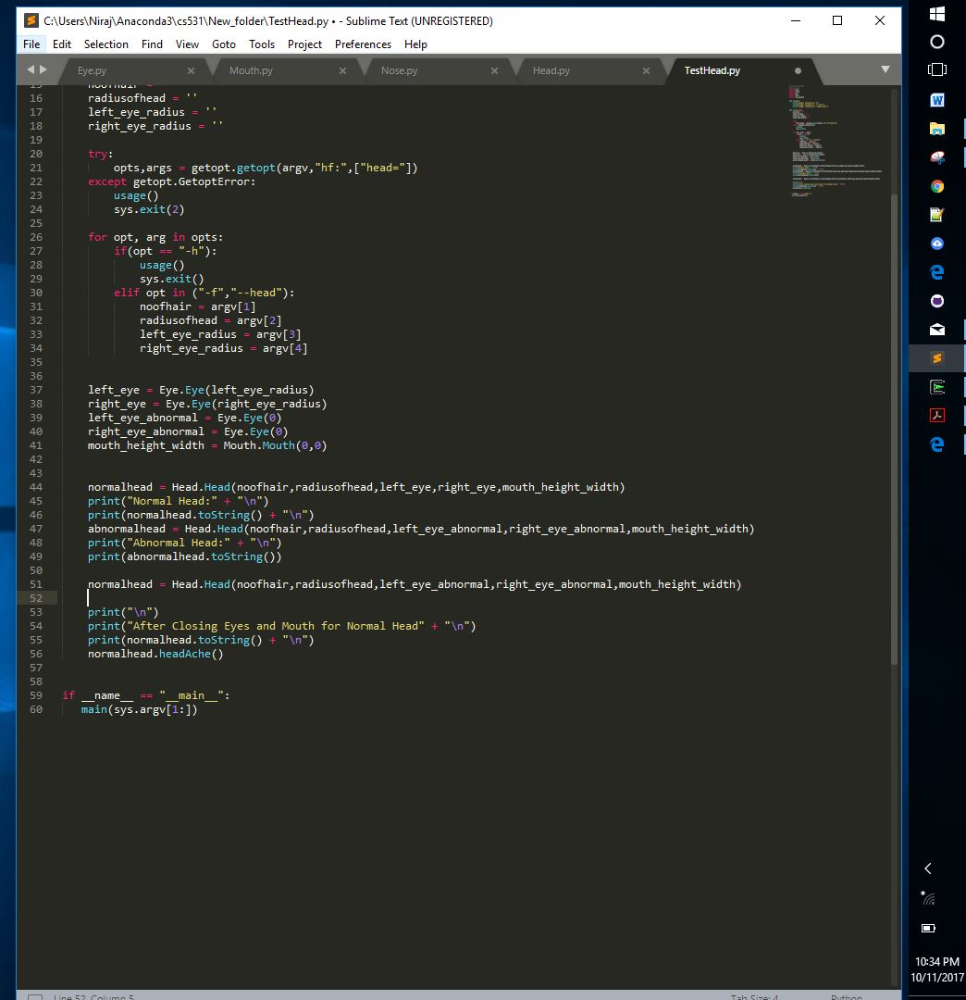 C:\Users\Niraj\Anaconda3\cs531\New_folder\TestHead.py • - Sublime Text (UNREGISTERED)
File Edit Selection Find View Goto Tools Project Preferences Help
Eye.py Mouth.py Nose.py Head.py TestHead.py
15 noofhair = ''
16 radiusofhead = ''
17 left_eye_radius = ''
18 right_eye_radius = ''
19
20 try:
21 opts,args = getopt.getopt(argv,"hf:",["head="])
22 except getopt.GetoptError:
23 usage()
24 sys.exit(2)
25
26 for opt, arg in opts:
27 if(opt == "-h"):
28 usage()
29 sys.exit()
30 elif opt in ("-f","--head"):
31 noofhair = argv[1]
32 radiusofhead = argv[2]
33 left_eye_radius = argv[3]
34 right_eye_radius = argv[4]
35
36
37 left_eye = Eye.Eye(left_eye_radius)
38 right_eye = Eye.Eye(right_eye_radius)
39 left_eye_abnormal = Eye.Eye(0)
40 right_eye_abnormal = Eye.Eye(0)
41 mouth_height_width = Mouth.Mouth(0,0)
42
43
44 normalhead = Head.Head(noofhair,radiusofhead,left_eye,right_eye,mouth_height_width)
45 print("Normal Head:" + "\n")
46 print(normalhead.toString() + "\n")
47 abnormalhead = Head.Head(noofhair,radiusofhead,left_eye_abnormal,right_eye_abnormal,mouth_height_width)
48 print("Abnormal Head:" + "\n")
49 print(abnormalhead.toString())
50
51 normalhead = Head.Head(noofhair,radiusofhead,left_eye_abnormal,right_eye_abnormal,mouth_height_width)
52
53 print("\n")
54 print("After Closing Eyes and Mouth for Normal Head" + "\n")
55 print(normalhead.toString() + "\n")
56 normalhead.headAche()
57
58
59 if __name__ == "__main__":
60 main(sys.argv[1:])
Line 52, Column 5 Tab Size: 4 Python
10:34 PM
10/11/2017